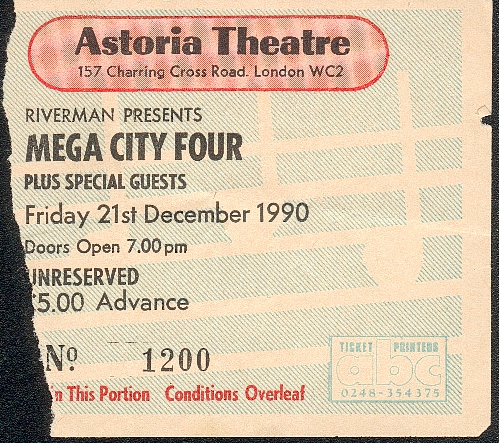 Astoria Theatre
157 Charring Cross Road. London WC2
RIVERMAN PRESENTS
MEGA CITY FOUR
PLUS SPECIAL GUESTS
Friday 21st December 1990
Doors Open 7.00pm
UNRESERVED
£5.00 Advance
Nº 1200
in This Portion Conditions Overleaf
TICKET PRINTERS
abc
0248-354375